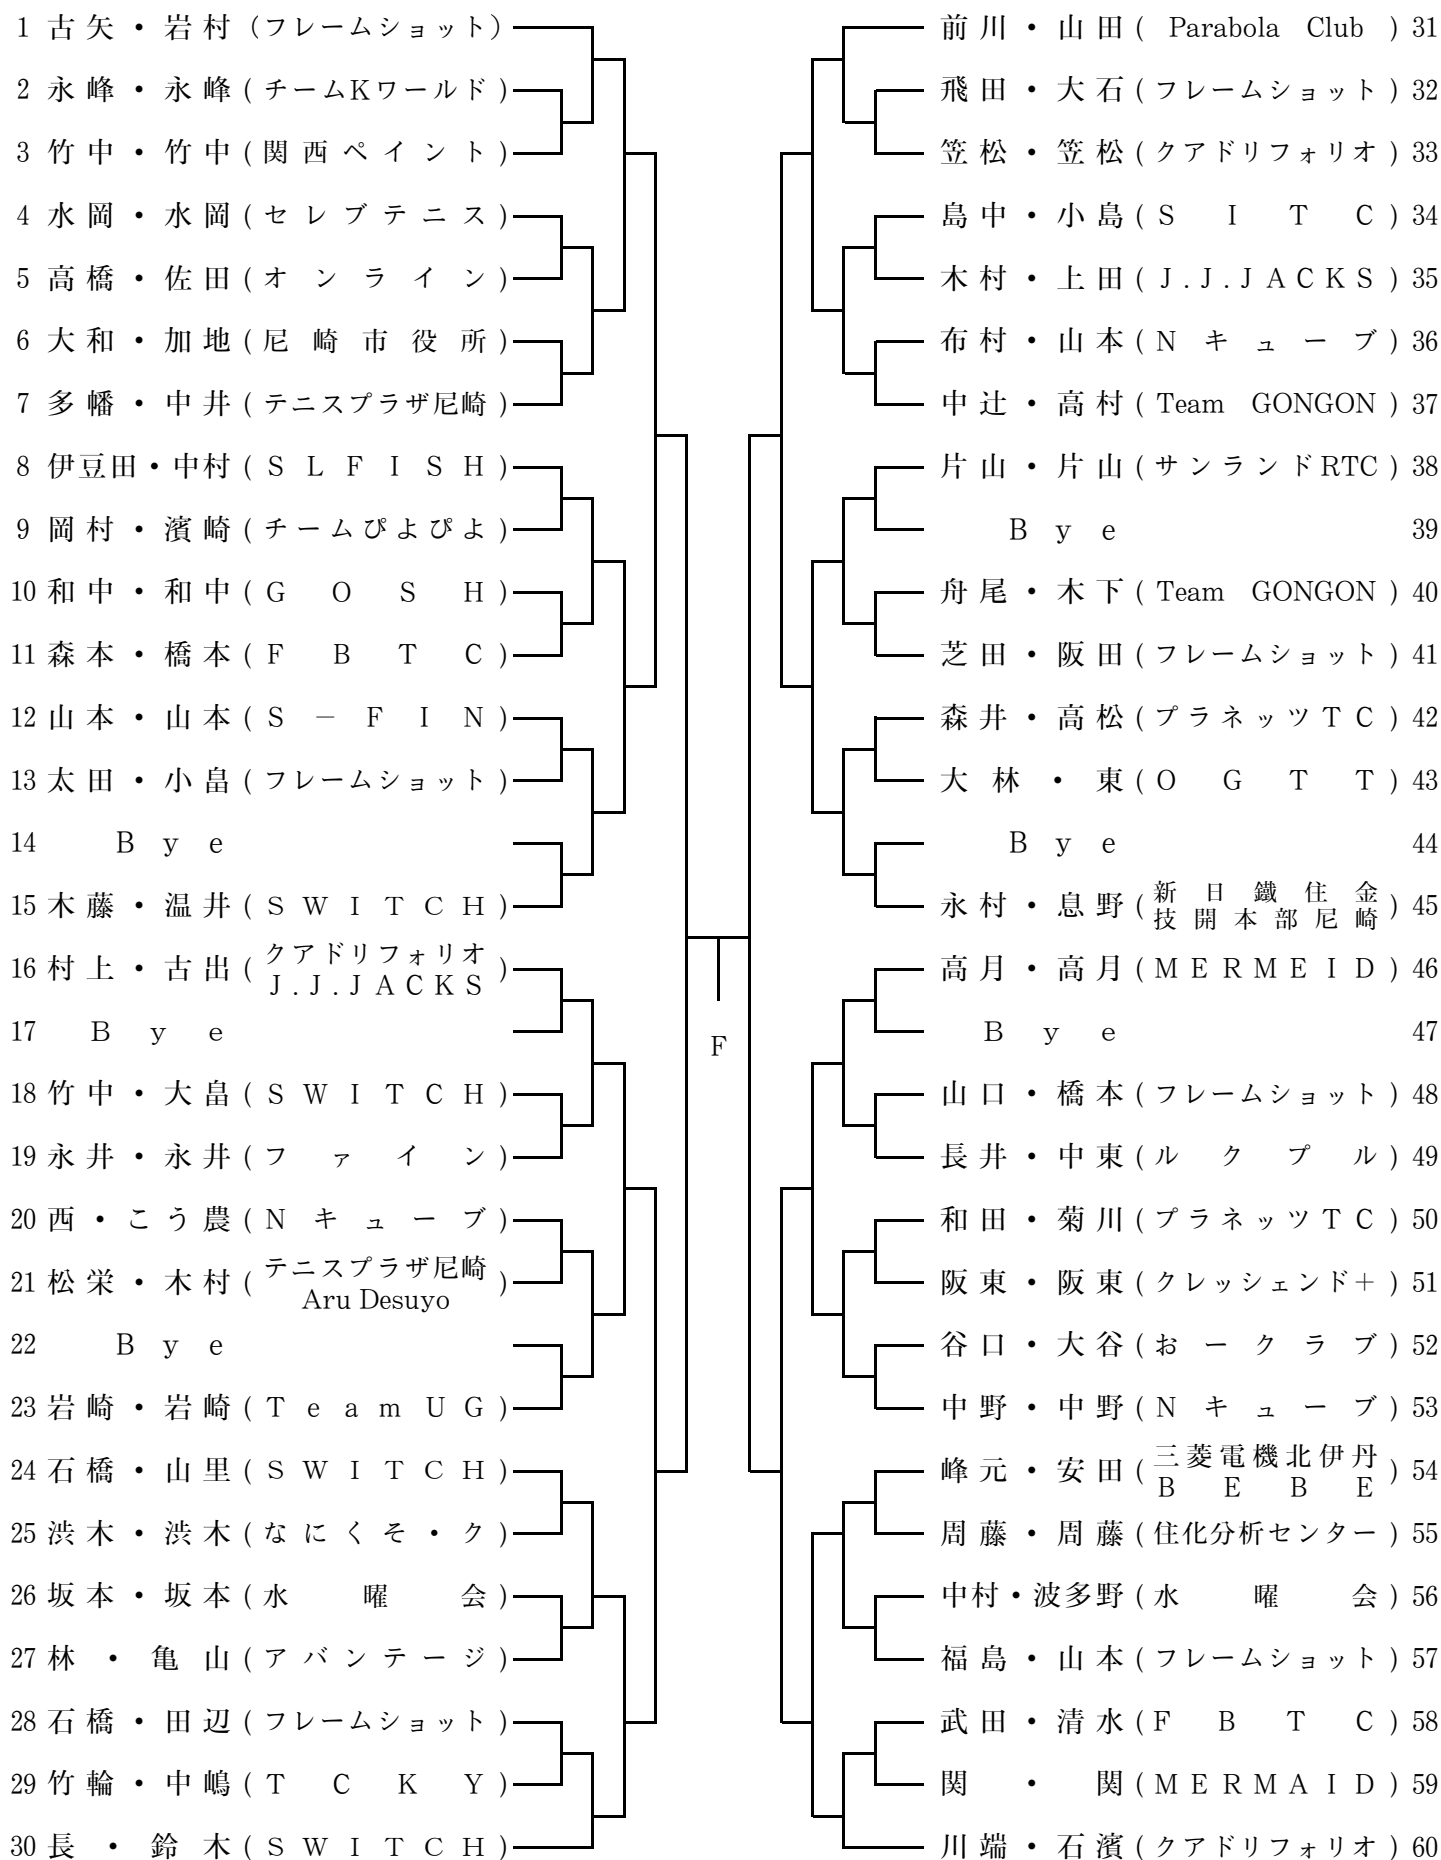 1 古矢・岩村（フレームショット）
2 永峰・永峰(チームKワールド)
3 竹中・竹中(関西ペイント)
4 水岡・水岡(セレブテニス)
5 高橋・佐田(オンライン)
6 大和・加地(尼崎市役所)
7 多幡・中井(テニスプラザ尼崎)
8 伊豆田・中村(SLFISH)
9 岡村・濱崎(チームぴよぴよ)
10 和中・和中(GOSH)
11 森本・橋本(FBTC)
12 山本・山本(S－FIN)
13 太田・小畠(フレームショット)
14 Bye
15 木藤・温井(SWITCH)
16 村上・古出(クアドリフォリオ
J.J.JACKS)
17 Bye
18 竹中・大畠(SWITCH)
19 永井・永井(ファイン)
20 西・こう農(Nキューブ)
21 松栄・木村(テニスプラザ尼崎
Aru Desuyo)
22 Bye
23 岩崎・岩崎(TeamUG)
24 石橋・山里(SWITCH)
25 渋木・渋木(なにくそ・ク)
26 坂本・坂本(水曜会)
27 林・亀山(アバンテージ)
28 石橋・田辺(フレームショット)
29 竹輪・中嶋(TCKY)
30 長・鈴木(SWITCH)
F
前川・山田(Parabola Club) 31
飛田・大石(フレームショット) 32
笠松・笠松(クアドリフォリオ) 33
島中・小島(SITC) 34
木村・上田(J.J.JACKS) 35
布村・山本(Nキューブ) 36
中辻・高村(Team GONGON) 37
片山・片山(サンランドRTC) 38
Bye 39
舟尾・木下(Team GONGON) 40
芝田・阪田(フレームショット) 41
森井・高松(プラネッツTC) 42
大林・東(OGTT) 43
Bye 44
永村・息野(新日鐵住金
技開本部尼崎) 45
高月・高月(MERMEID) 46
Bye 47
山口・橋本(フレームショット) 48
長井・中東(ルクプル) 49
和田・菊川(プラネッツTC) 50
阪東・阪東(クレッシェンド＋) 51
谷口・大谷(おークラブ) 52
中野・中野(Nキューブ) 53
峰元・安田(三菱電機北伊丹
BEBE) 54
周藤・周藤(住化分析センター) 55
中村・波多野(水曜会) 56
福島・山本(フレームショット) 57
武田・清水(FBTC) 58
関・関(MERMAID) 59
川端・石濱(クアドリフォリオ) 60